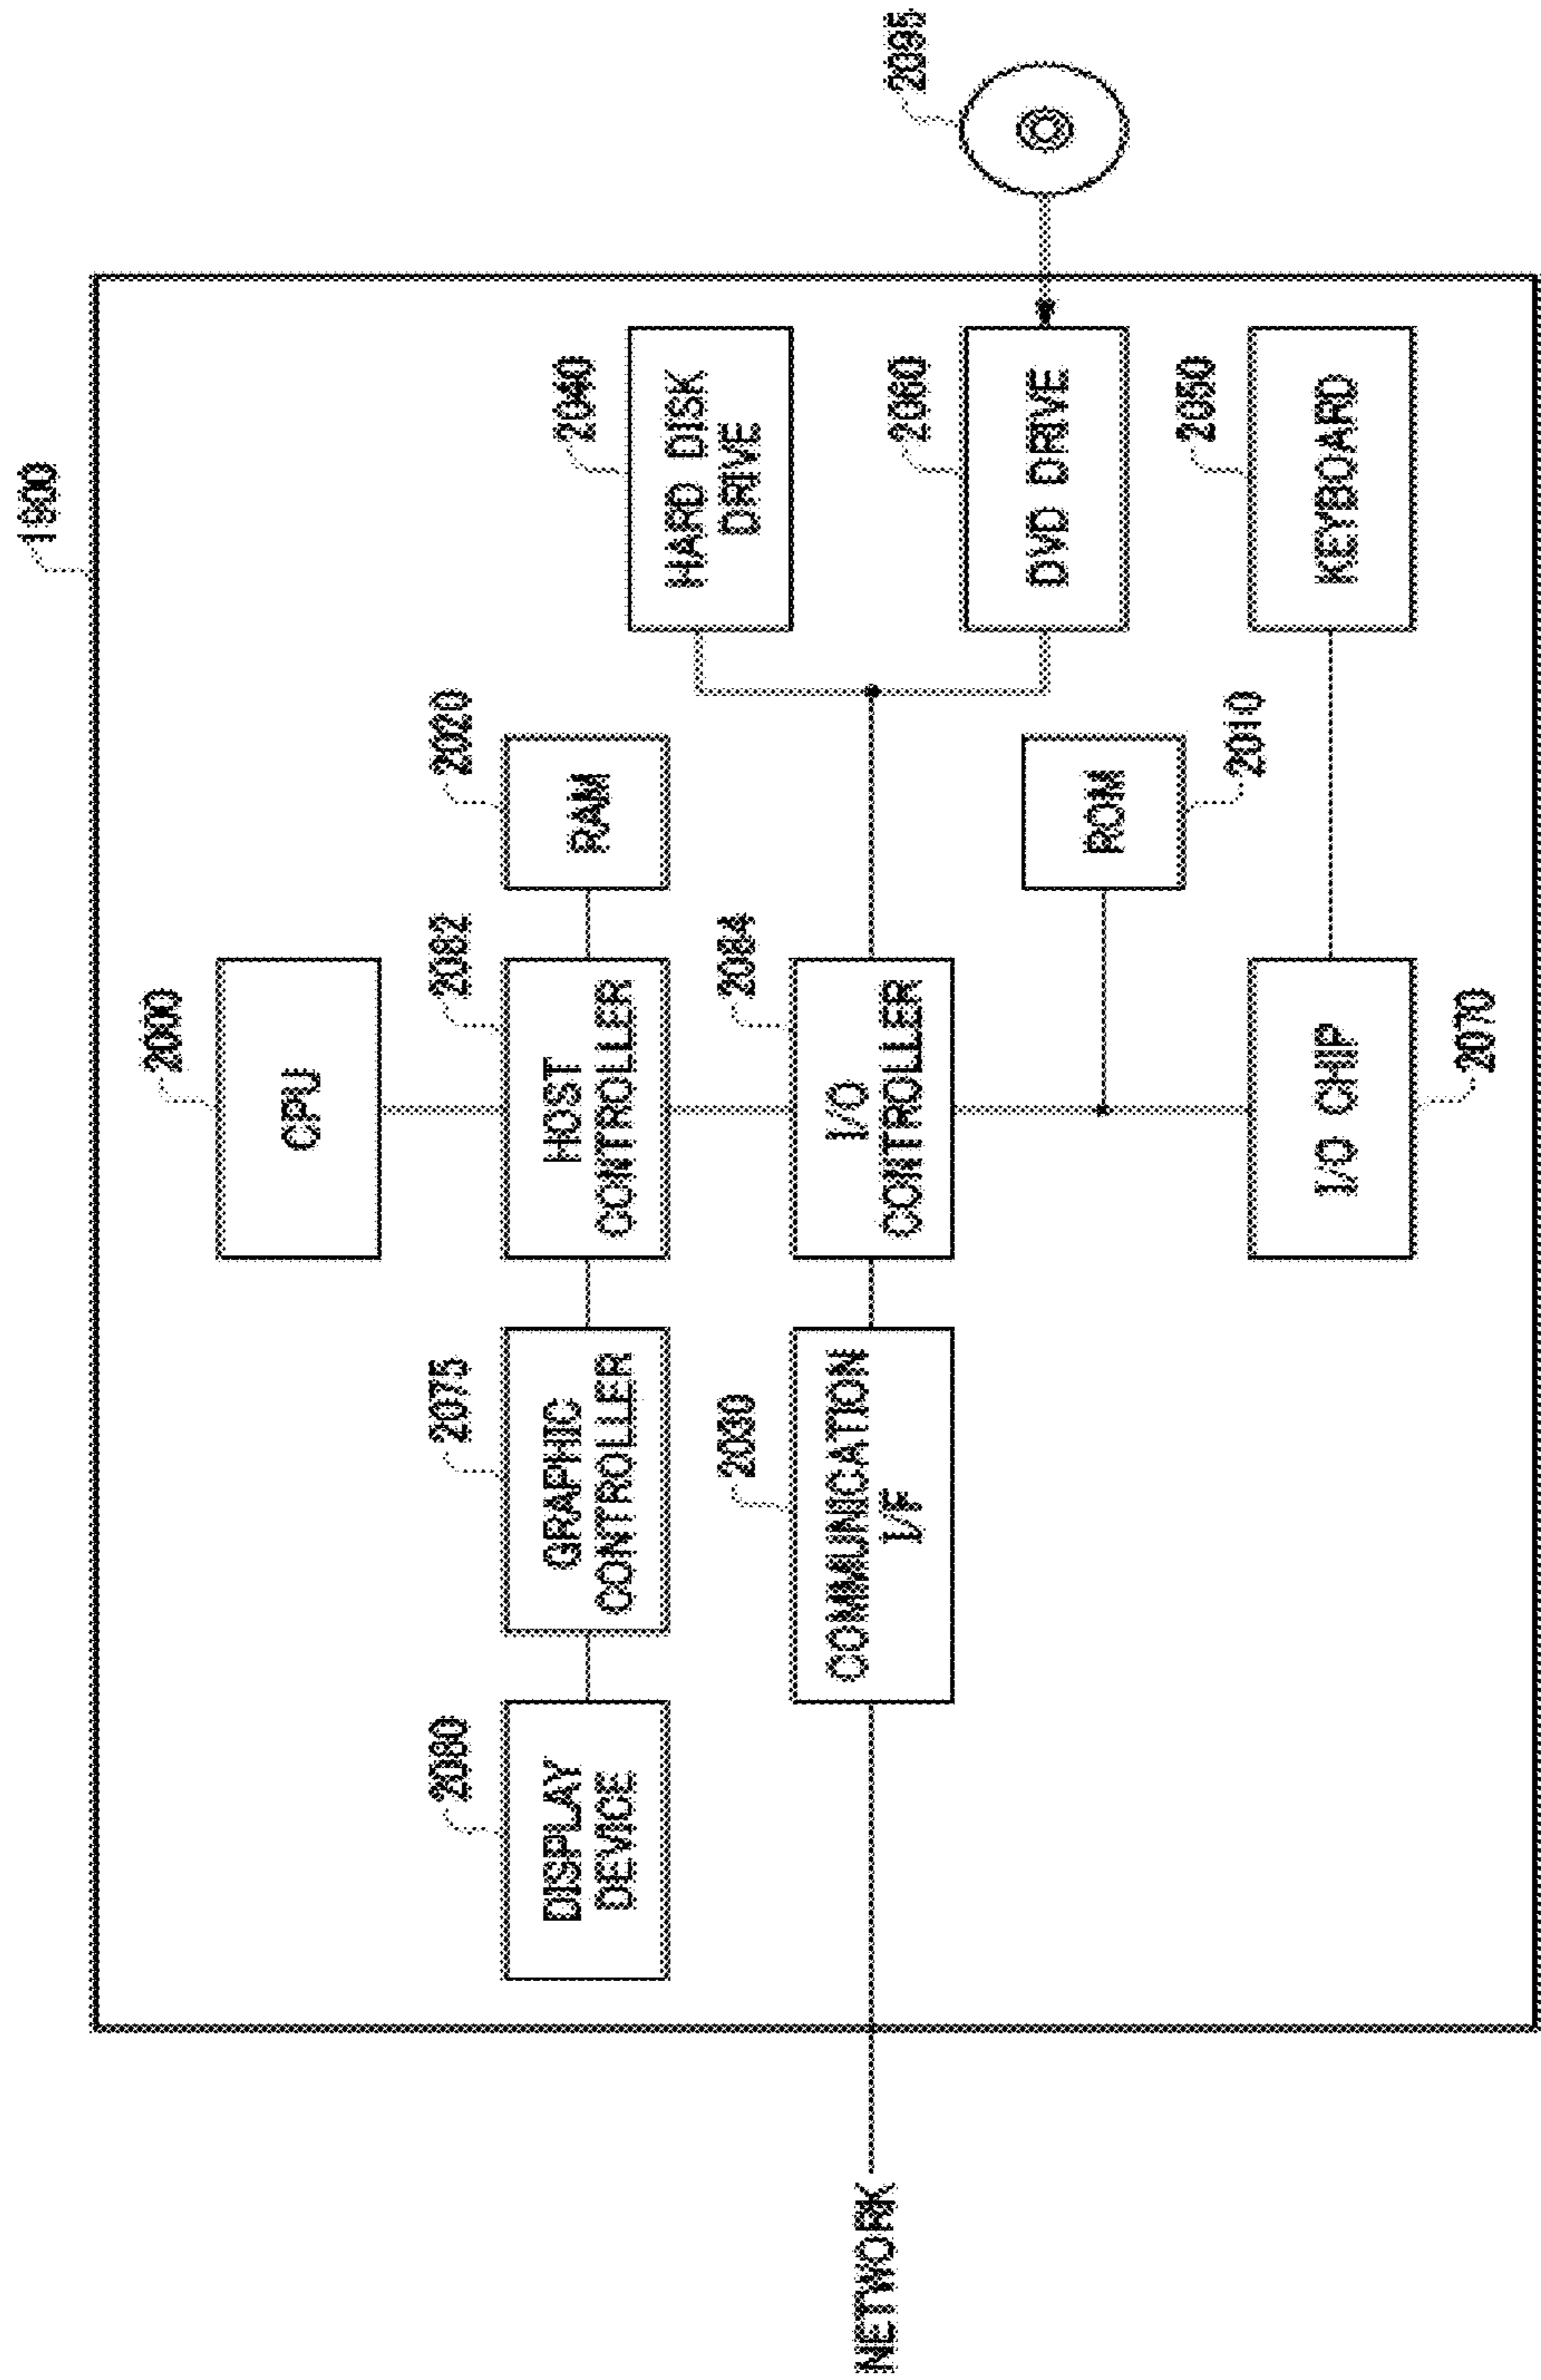 1900
2000
CPU
2080
2075
2082
2020
2040
DISPLAY
DEVICE
GRAPHIC
CONTROLLER
HOST
CONTROLLER
RAM
HARD DISK
DRIVE
2030
2084
NETWORK
COMMUNICATION
I/F
I/O
CONTROLLER
2060
2095
DVD DRIVE
ROM
2050
2010
I/O CHIP
KEYBOARD
2070